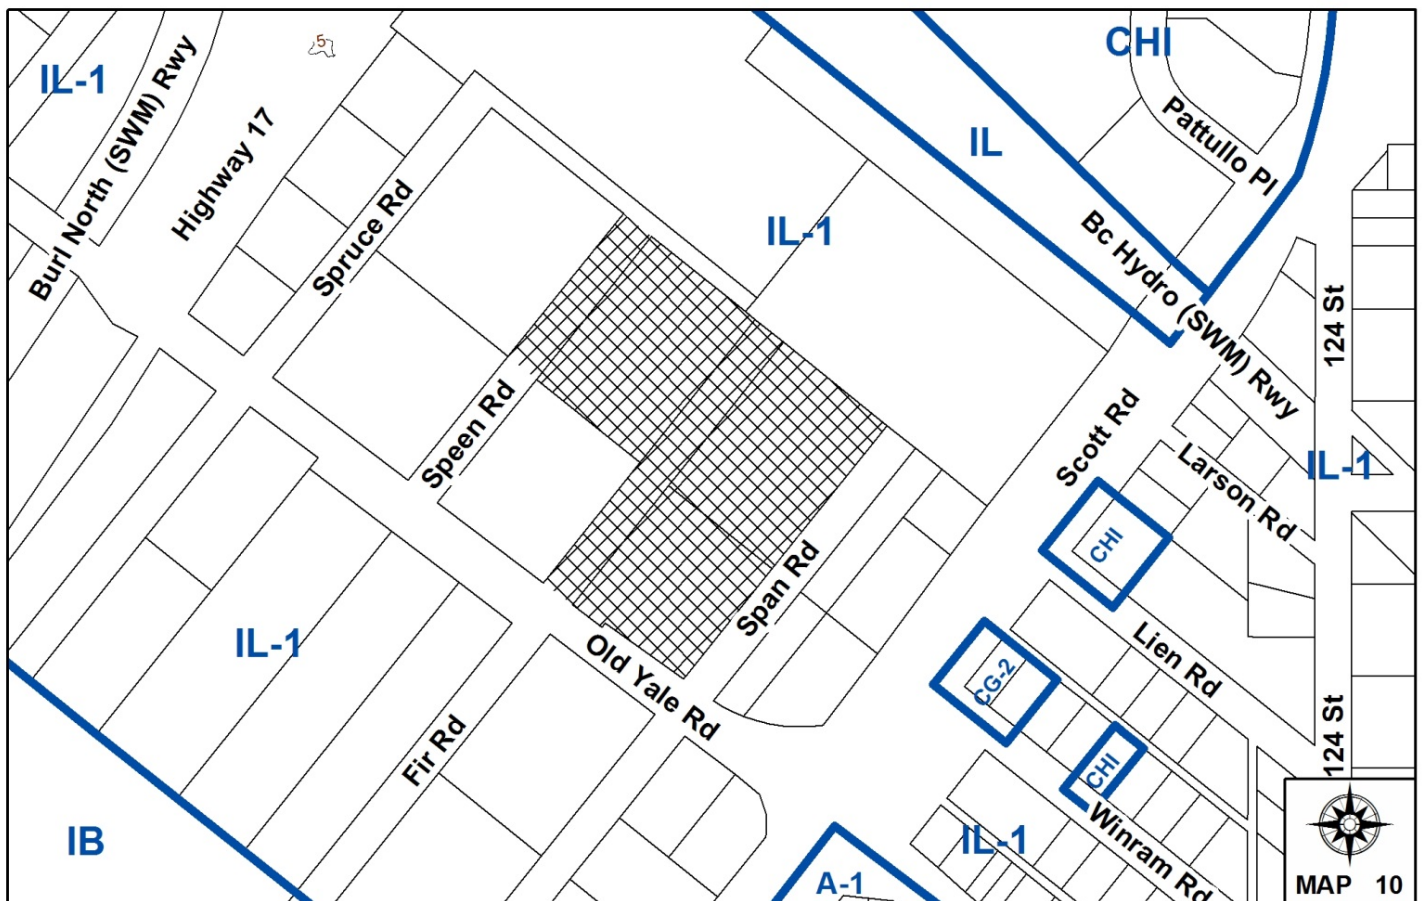 5
CHI
IL-1
Burl North (SWM) Rwy
Highway 17
Pattullo Pl
IL
Spruce Rd
IL-1
Bc Hydro (SWM) Rwy
124 St
Speen Rd
Scott Rd
IL-1
Larson Rd
CHI
Span Rd
IL-1
Old Yale Rd
Lien Rd
CG-2
Fir Rd
124 St
CHI
IB
IL-1
Winram Rd
A-1
MAP 10